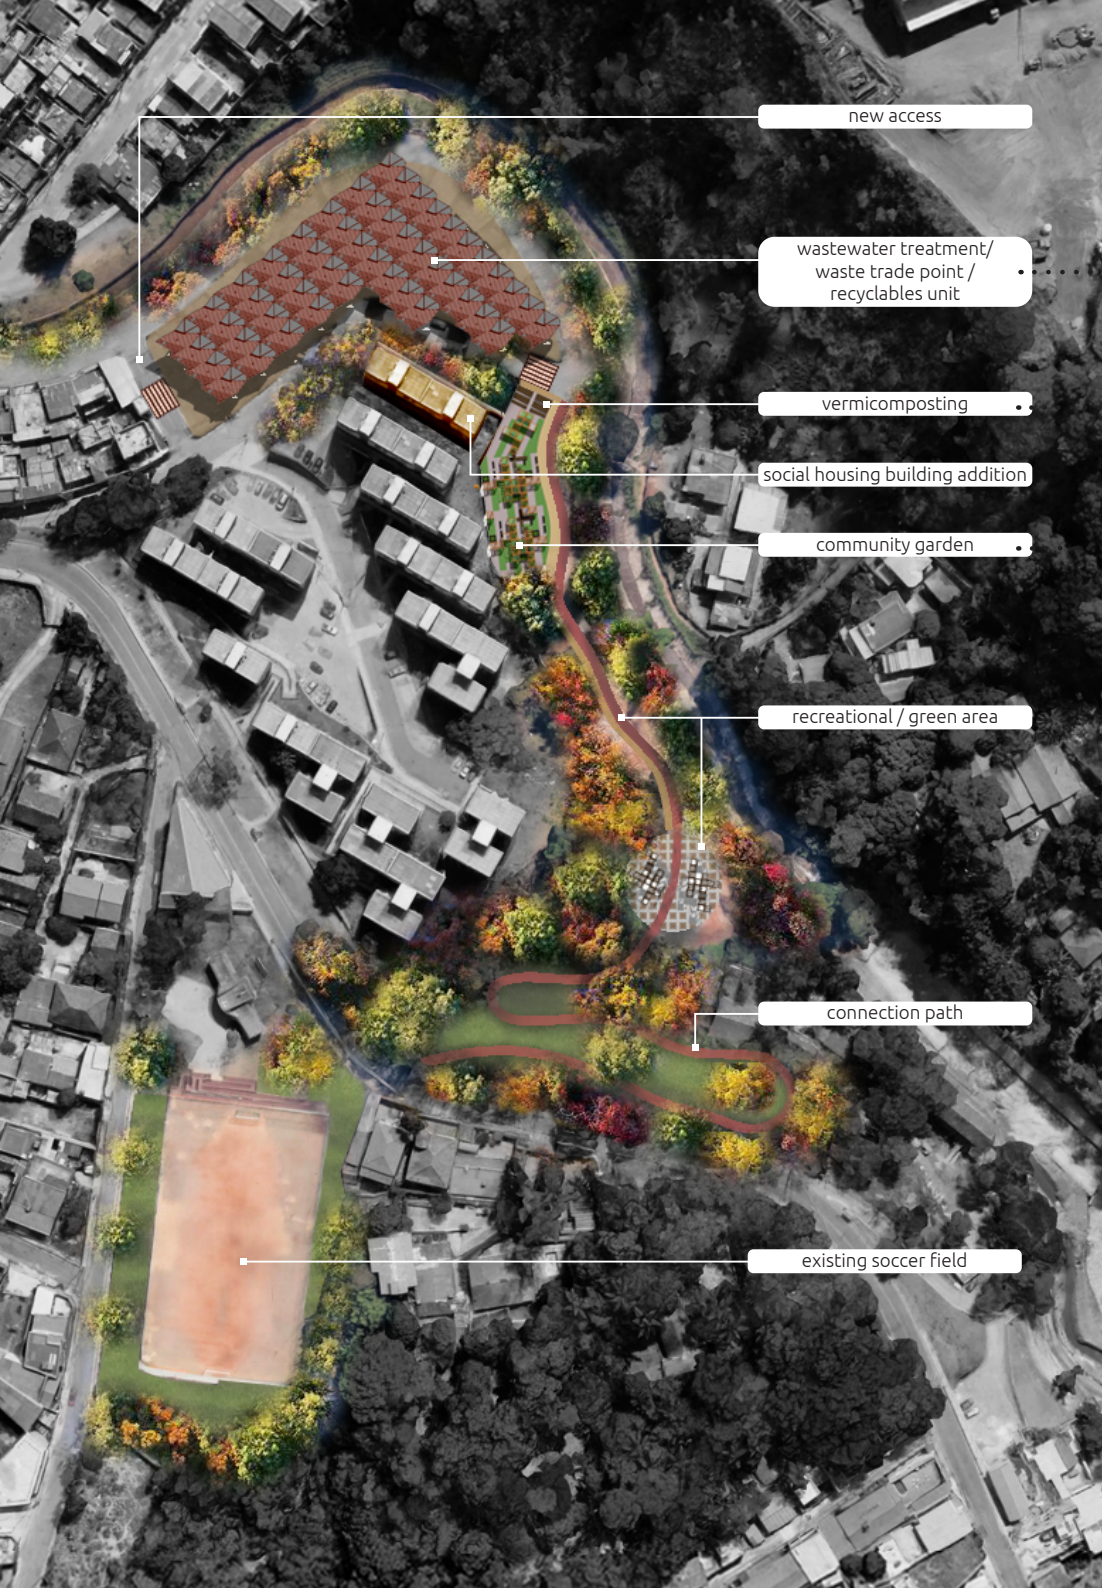 new access
wastewater treatment/
waste trade point /
recyclables unit
vermicomposting
social housing building addition
community garden
recreational / green area
connection path
existing soccer field